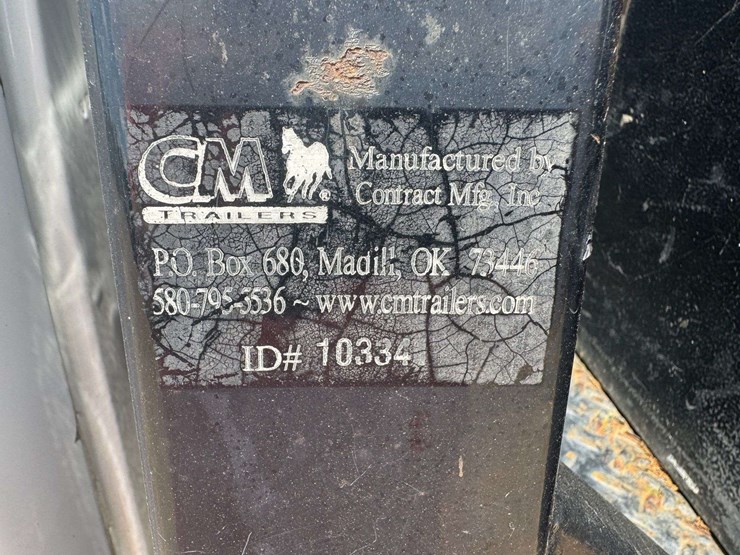 CM
TRAILERS ®
Manufactured by
Contract Mfg., Inc.
P.O. Box 680, Madill, OK 73446
580-795-5536 ~ www.cmtrailers.com
ID# 10334